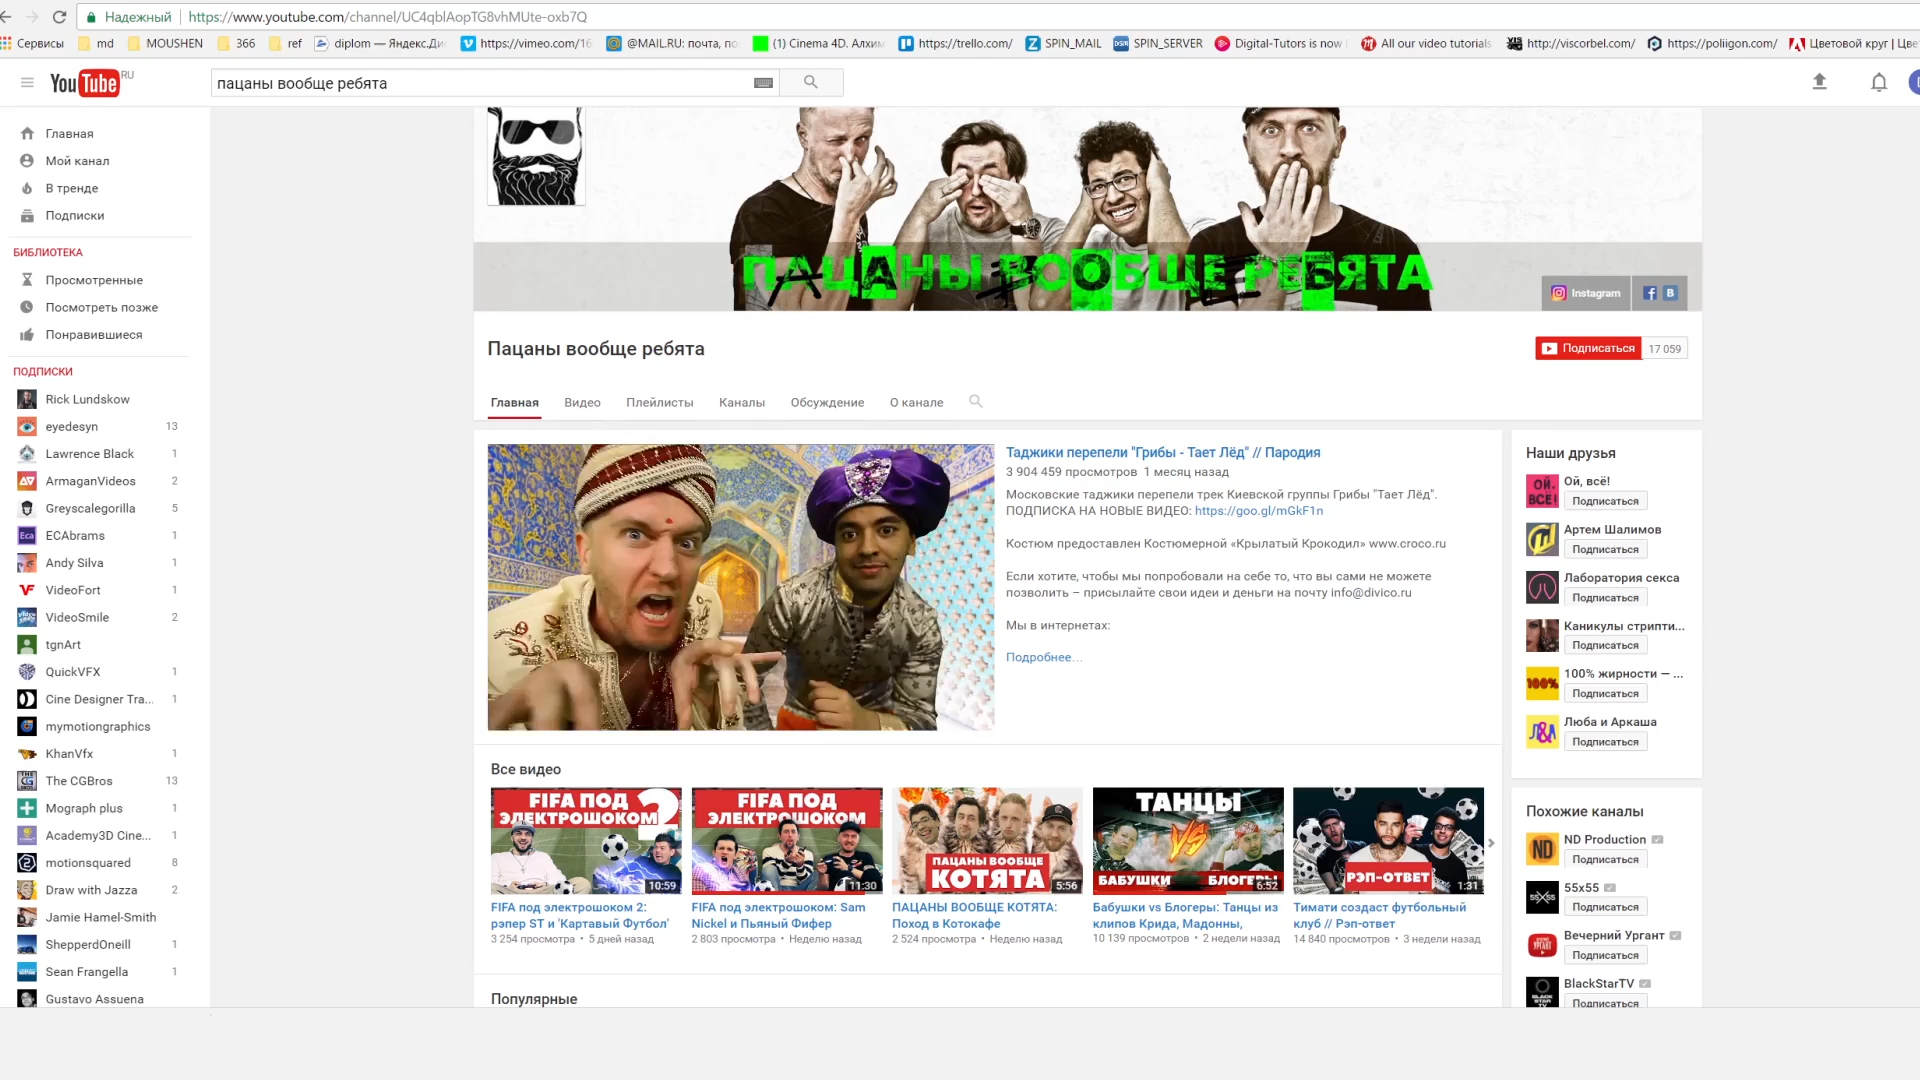 Надежный https://www.youtube.com/channel/UC4qblAopTG8vhMUte-oxb7Q
Сервисы md MOUSHEN 366 ref diplom — Яндекс.Ди https://vimeo.com/16 @MAIL.RU: почта, по (1) Cinema 4D. Алхим https://trello.com/ SPIN_MAIL SPIN_SERVER Digital-Tutors is now All our video tutorials http://viscorbel.com/ https://poliigon.com/ Цветовой круг | Цве
YouTube RU
пацаны вообще ребята
Главная
Мой канал
В тренде
Подписки
БИБЛИОТЕКА
Просмотренные
Посмотреть позже
Понравившиеся
ПОДПИСКИ
Rick Lundskow
eyedesyn 13
Lawrence Black 1
ArmaganVideos 2
Greyscalegorilla 5
ECAbrams 1
Andy Silva 1
VideoFort 1
VideoSmile 2
tgnArt
QuickVFX 1
Cine Designer Tra... 1
mymotiongraphics
KhanVfx 1
The CGBros 13
Mograph plus 1
Academy3D Cine... 1
motionsquared 8
Draw with Jazza 2
Jamie Hamel-Smith
ShepperdOneill 1
Sean Frangella 1
Gustavo Assuena
ПАЦАНЫ ВООБЩЕ РЕБЯТА
Instagram
Пацаны вообще ребята
Подписаться 17 059
Главная Видео Плейлисты Каналы Обсуждение О канале
Таджики перепели "Грибы - Тает Лёд" // Пародия
3 904 459 просмотров 1 месяц назад
Московские таджики перепели трек Киевской группы Грибы "Тает Лёд".
ПОДПИСКА НА НОВЫЕ ВИДЕО: https://goo.gl/mGkF1n
Костюм предоставлен Костюмерной «Крылатый Крокодил» www.croco.ru
Если хотите, чтобы мы попробовали на себе то, что вы сами не можете
позволить – присылайте свои идеи и деньги на почту info@divico.ru
Мы в интернетах:
Подробнее...
Все видео
FIFA ПОД
ЭЛЕКТРОШОКОМ 2
10:59
FIFA под электрошоком 2:
рэпер ST и 'Картавый Футбол'
3 254 просмотра • 5 дней назад
FIFA ПОД
ЭЛЕКТРОШОКОМ
11:30
FIFA под электрошоком: Sam
Nickel и Пьяный Фифер
2 803 просмотра • Неделю назад
ПАЦАНЫ ВООБЩЕ
КОТЯТА
5:56
ПАЦАНЫ ВООБЩЕ КОТЯТА:
Поход в Котокафе
2 524 просмотра • Неделю назад
ТАНЦЫ
VS
БАБУШКИ БЛОГЕРЫ
6:52
Бабушки vs Блогеры: Танцы из
клипов Крида, Мадонны,
10 139 просмотров • 2 недели назад
РЭП-ОТВЕТ
1:31
Тимати создаст футбольный
клуб // Рэп-ответ
14 840 просмотров • 3 недели назад
Популярные
Наши друзья
ОЙ,
ВСЁ!
Ой, всё!
Подписаться
Артем Шалимов
Подписаться
Лаборатория секса
Подписаться
Каникулы стрипти...
Подписаться
100%
100% жирности — ...
Подписаться
Л&А
Люба и Аркаша
Подписаться
Похожие каналы
ND
ND Production
Подписаться
55x55
55x55
Подписаться
Вечерний Ургант
Подписаться
BLACK
STAR
TV
BlackStarTV
Подписаться